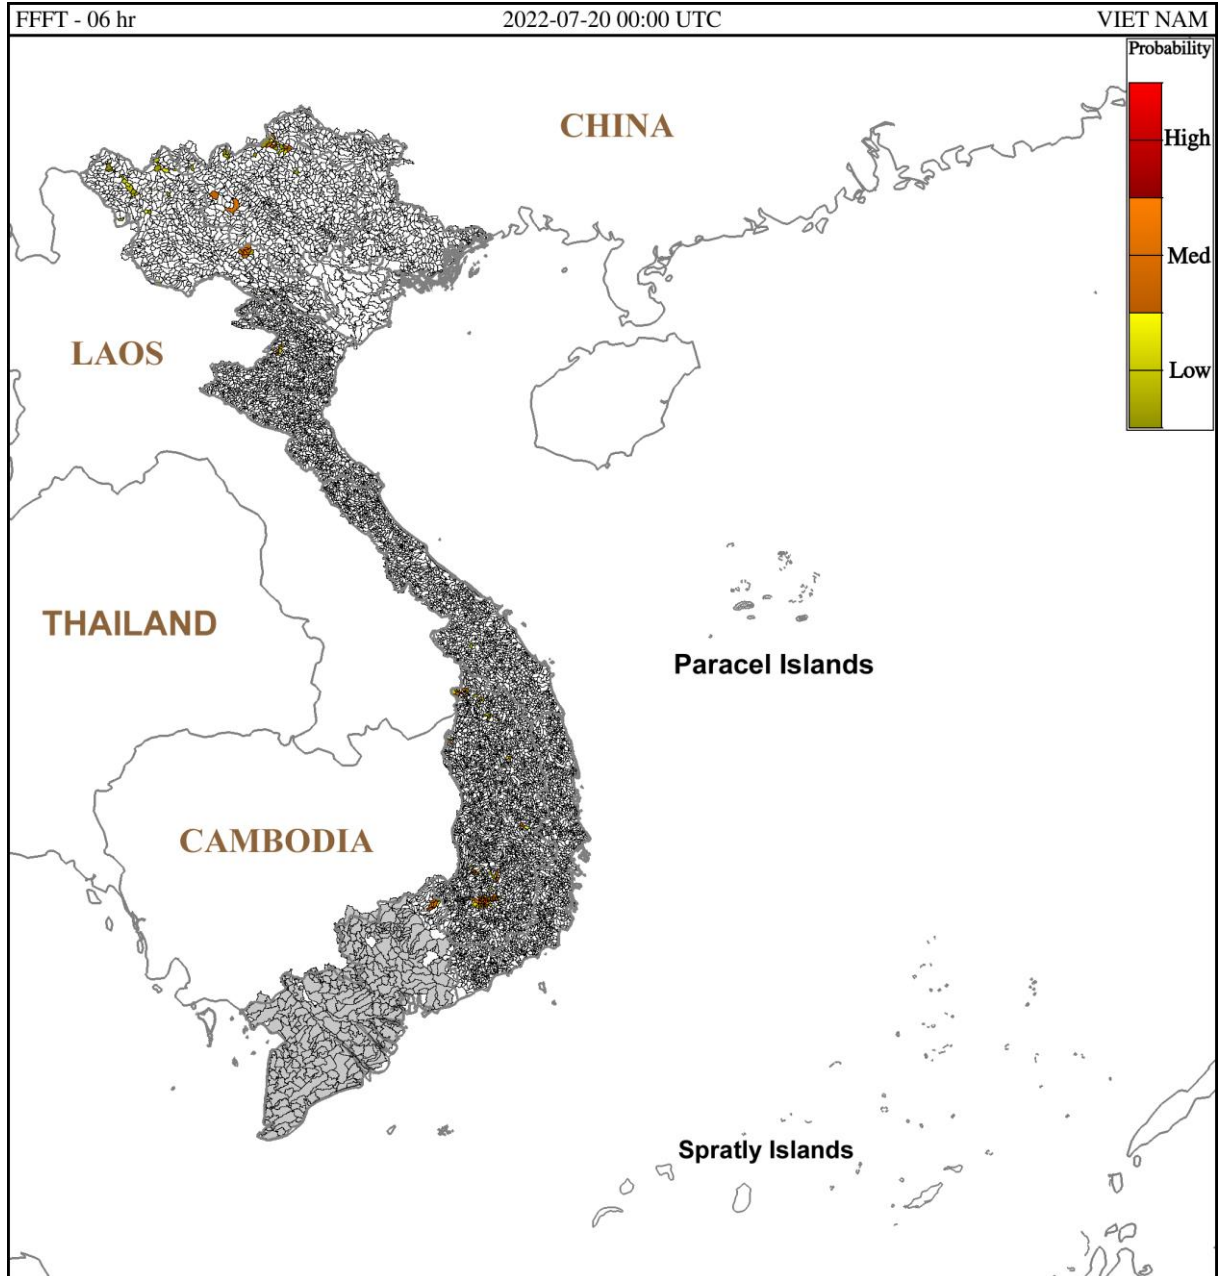 FFFT - 06 hr 2022-07-20 00:00 UTC VIET NAM
Probability
CHINA
High
Med
LAOS
Low
THAILAND
Paracel Islands
CAMBODIA
Spratly Islands